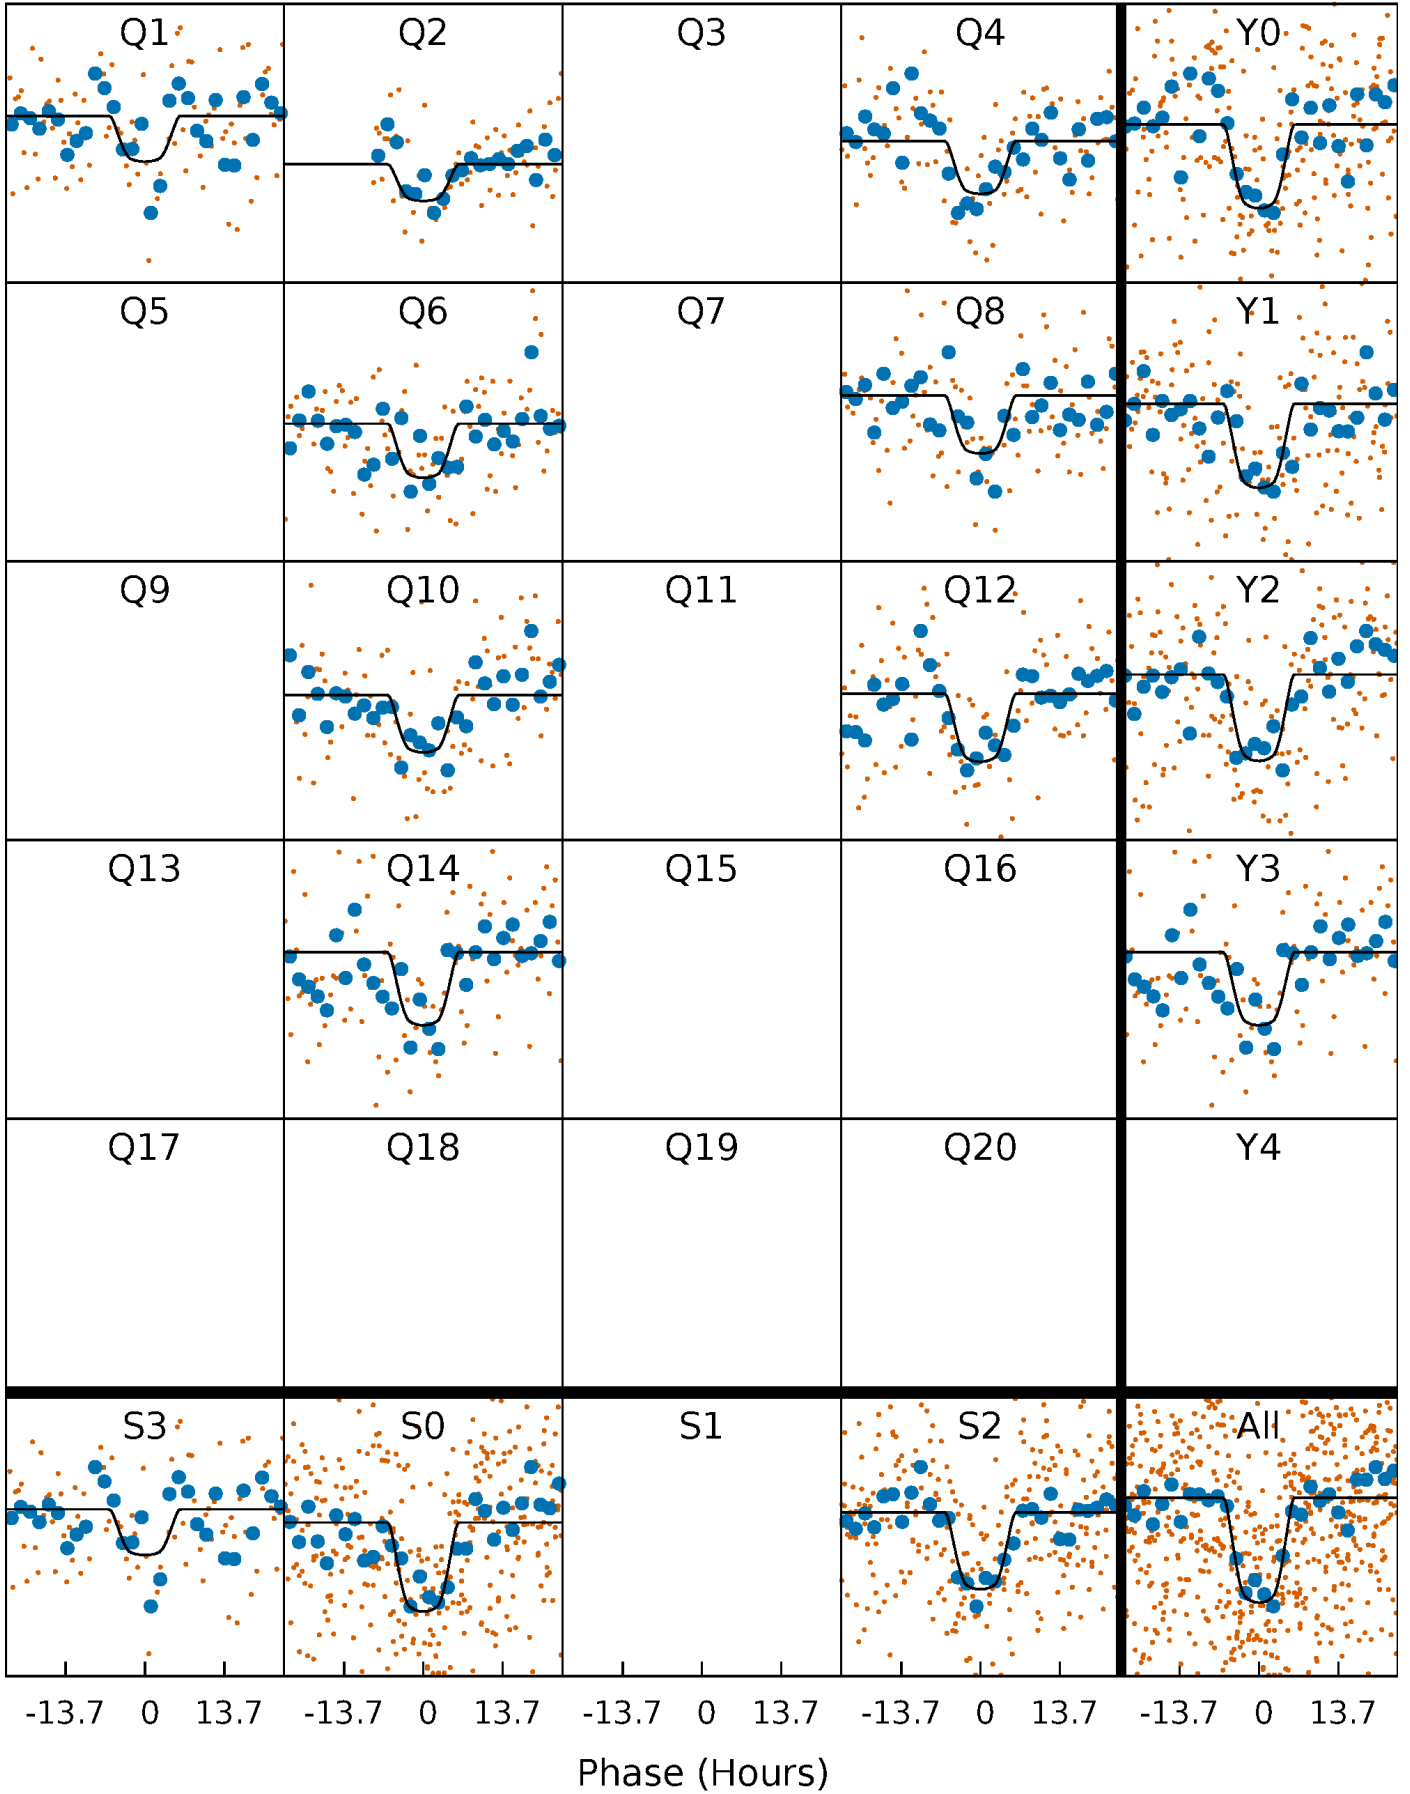 Q1 Q2 Q3 Q4 Y0
Q5 Q6 Q7 Q8 Y1
Q9 Q10 Q11 Q12 Y2
Q13 Q14 Q15 Q16 Y3
Q17 Q18 Q19 Q20 Y4
S3 S0 S1 S2 All
-13.7 0 13.7 -13.7 0 13.7 -13.7 0 13.7 -13.7 0 13.7 -13.7 0 13.7
Phase (Hours)